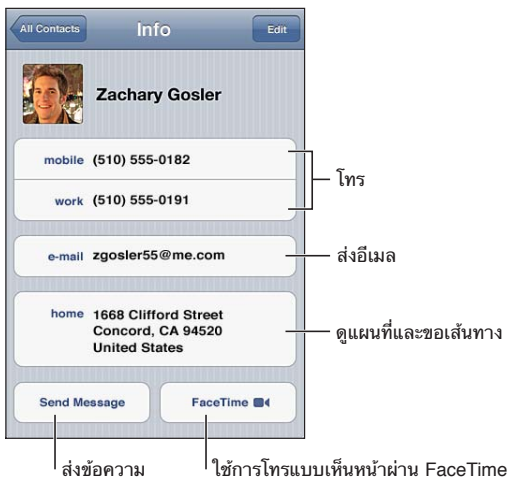 All Contacts Info Edit
Zachary Gosler
mobile (510) 555-0182
โทร
work (510) 555-0191
e-mail zgosler55@me.com
ส่งอีเมล
home 1668 Clifford Street
Concord, CA 94520
United States
ดูแผนที่และขอเส้นทาง
Send Message FaceTime
ส่งข้อความ ใช้การโทรแบบเห็นหน้าผ่าน FaceTime